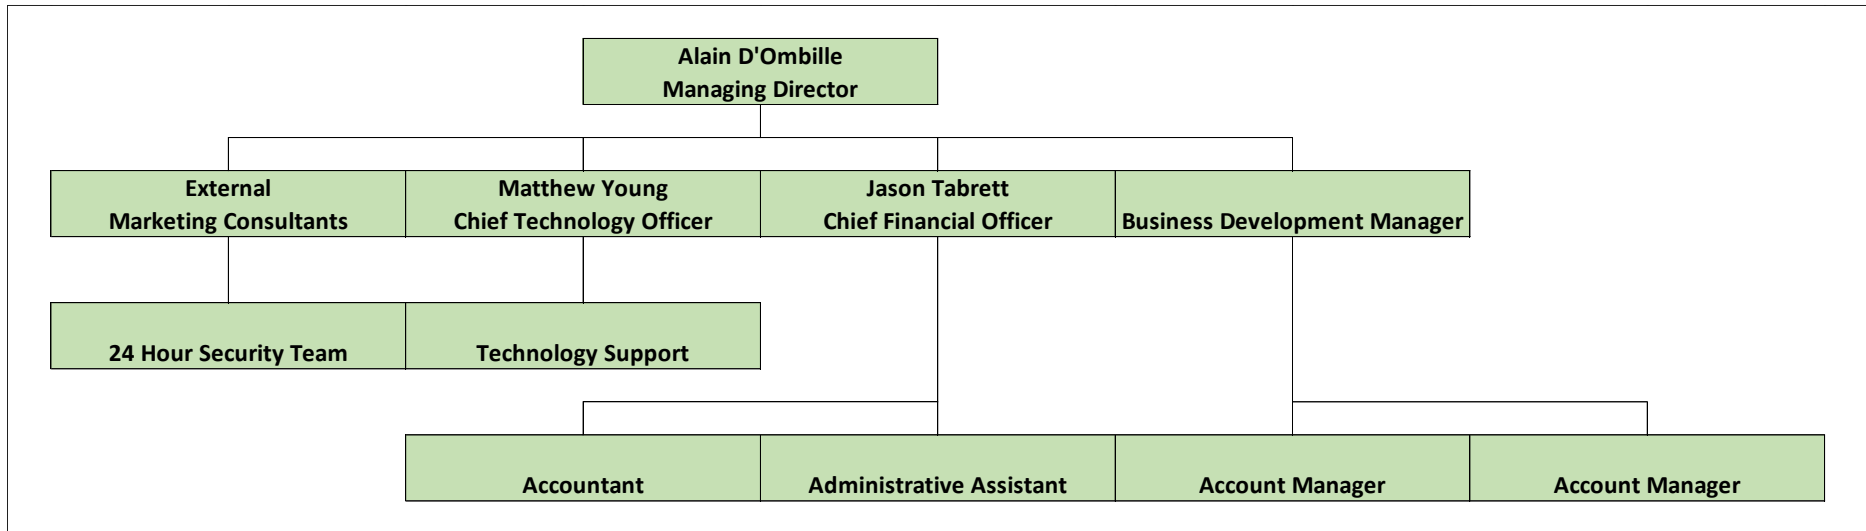 Alain D'Ombille
Managing Director
External
Marketing Consultants
Matthew Young
Chief Technology Officer
Jason Tabrett
Chief Financial Officer
Business Development Manager
24 Hour Security Team
Technology Support
Accountant
Administrative Assistant
Account Manager
Account Manager